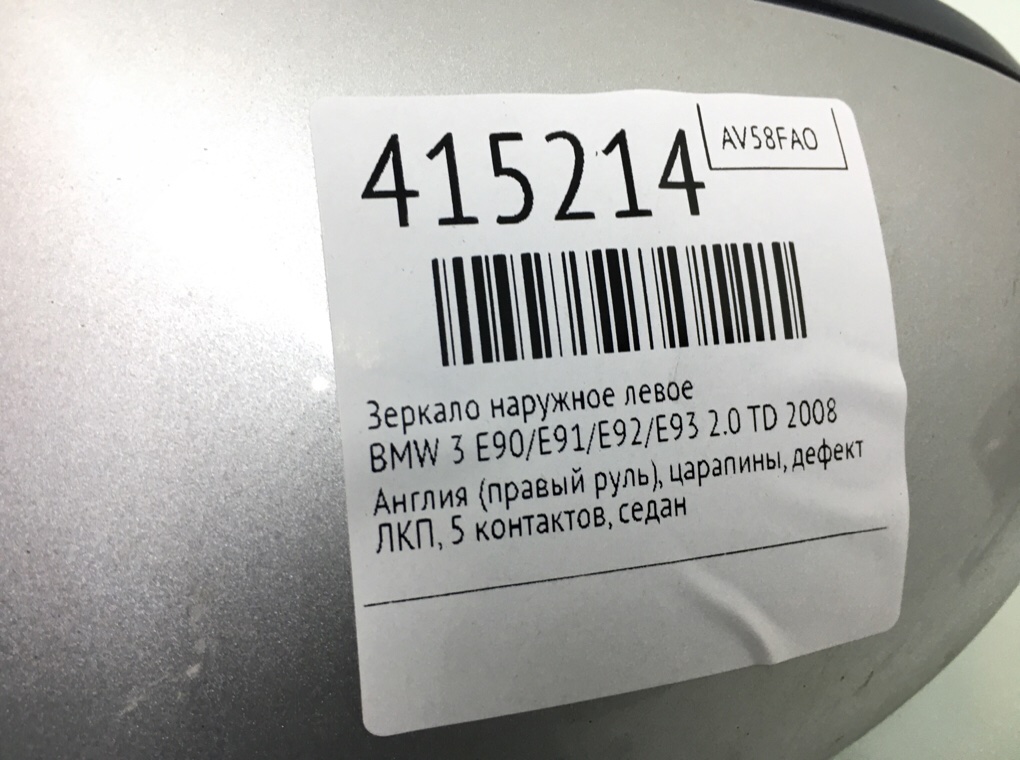 415214
AV58FAO
Зеркало наружное левое
BMW 3 E90/E91/E92/E93 2.0 TD 2008
Англия (правый руль), царапины, дефект
ЛКП, 5 контактов, седан